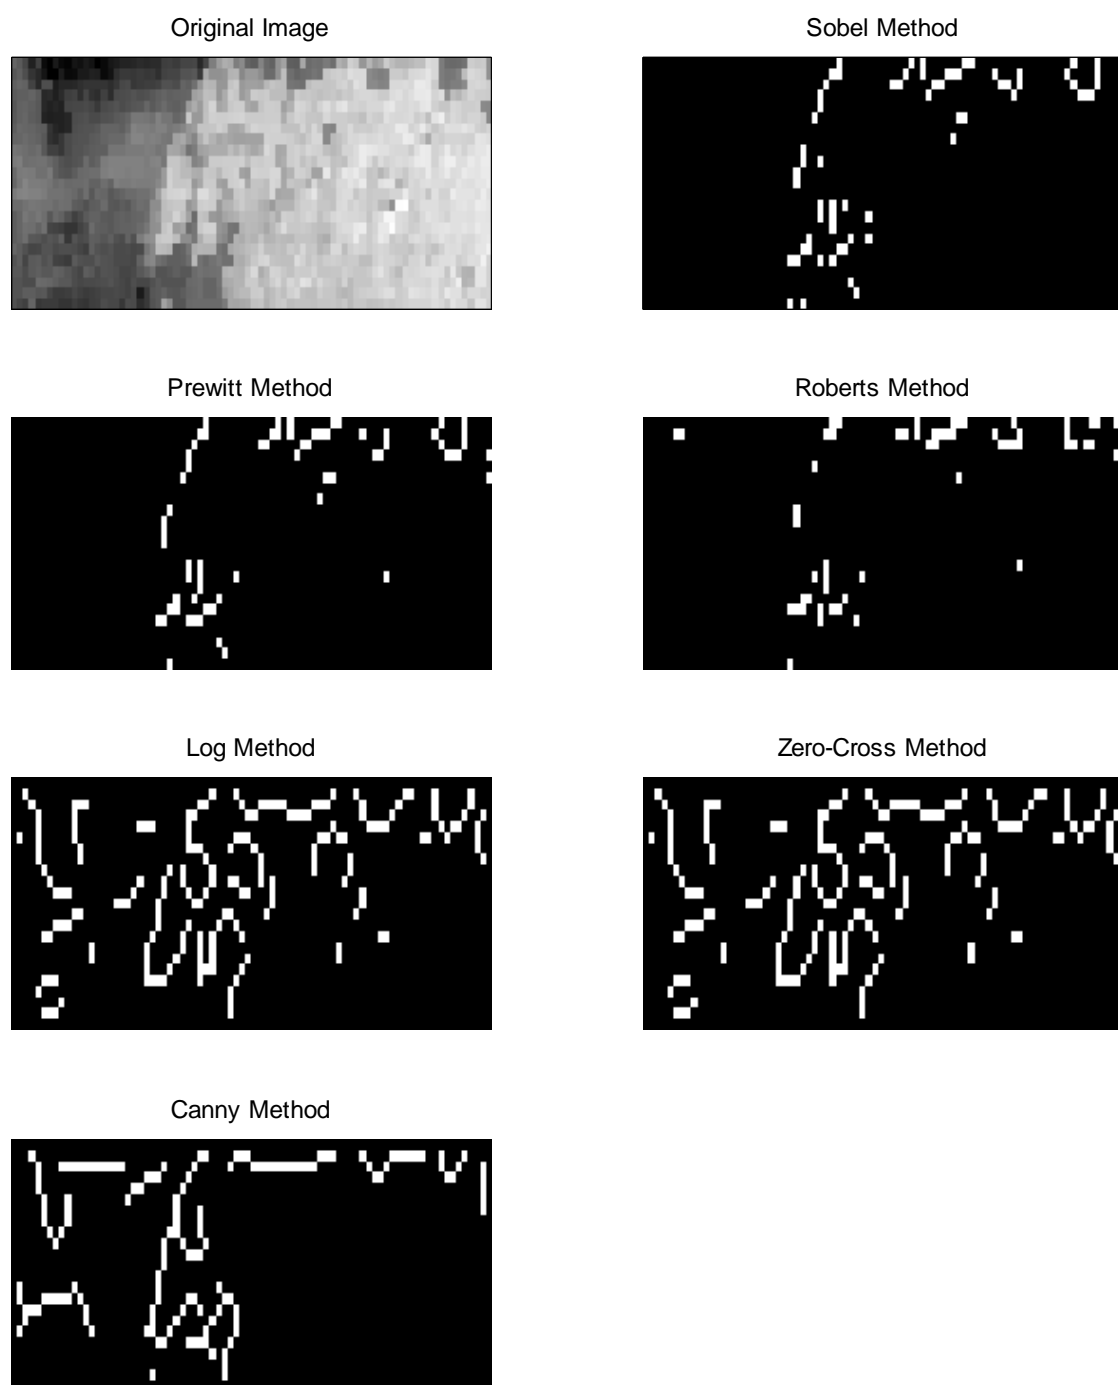 Original Image
Sobel Method
Prewitt Method
Roberts Method
Log Method
Zero-Cross Method
Canny Method